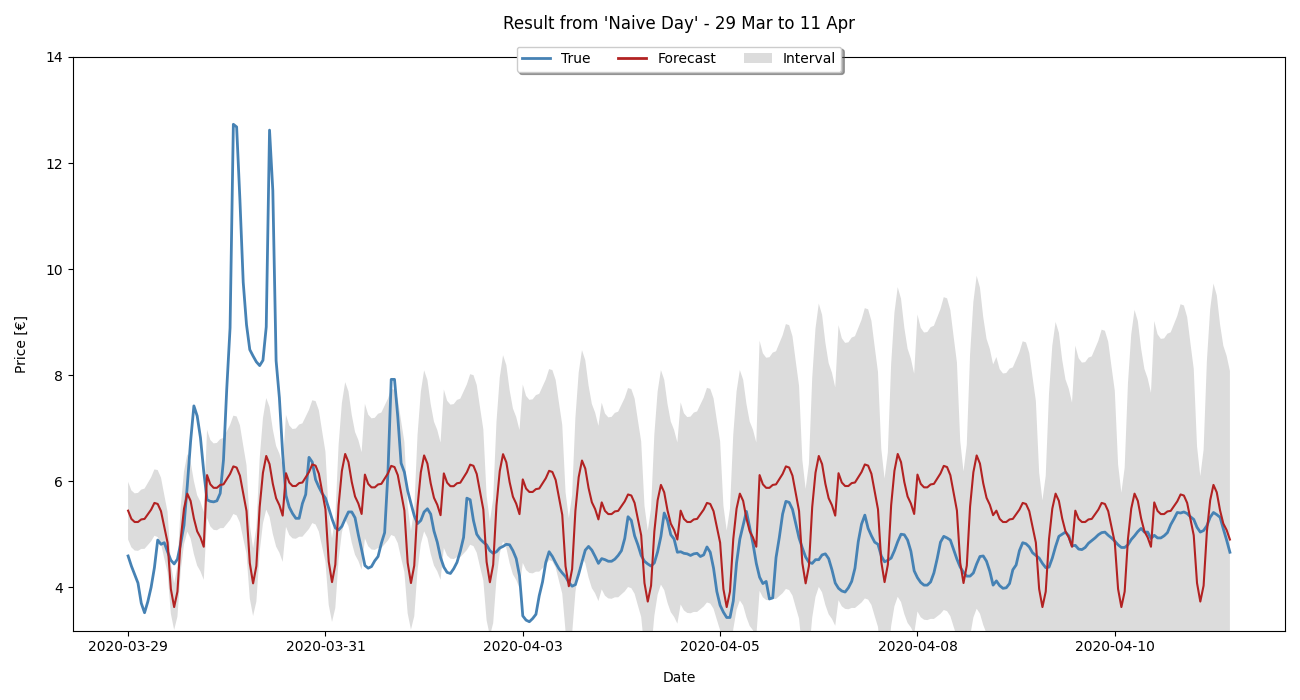 Result from 'Naive Day' - 29 Mar to 11 Apr
True Forecast Interval
14
12
10
8
6
4
Price [€]
2020-03-29 2020-03-31 2020-04-03 2020-04-05 2020-04-08 2020-04-10
Date